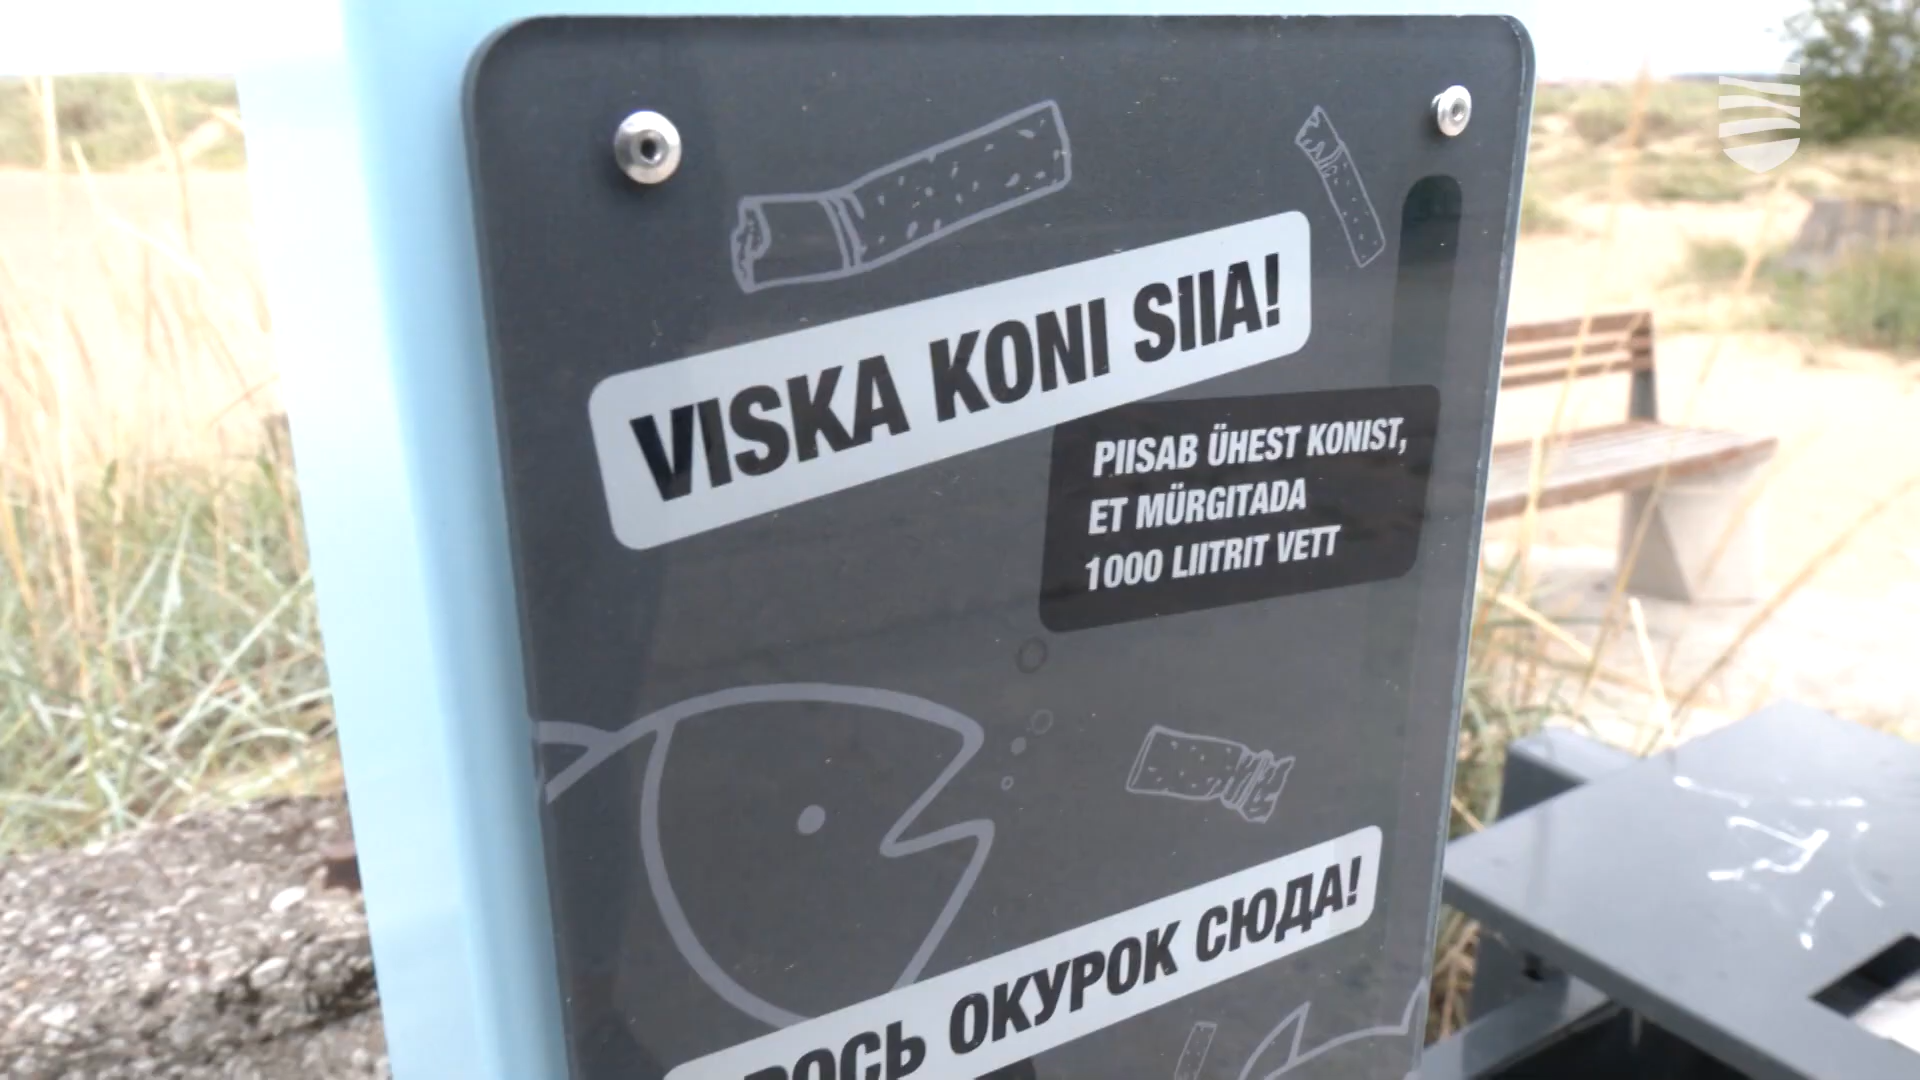 VISKA KONI SIIA!
PIISAB ÜHEST KONIST,
ET MÜRGITADA
1000 LIITRIT VETT
ОКУРОК СЮДА!